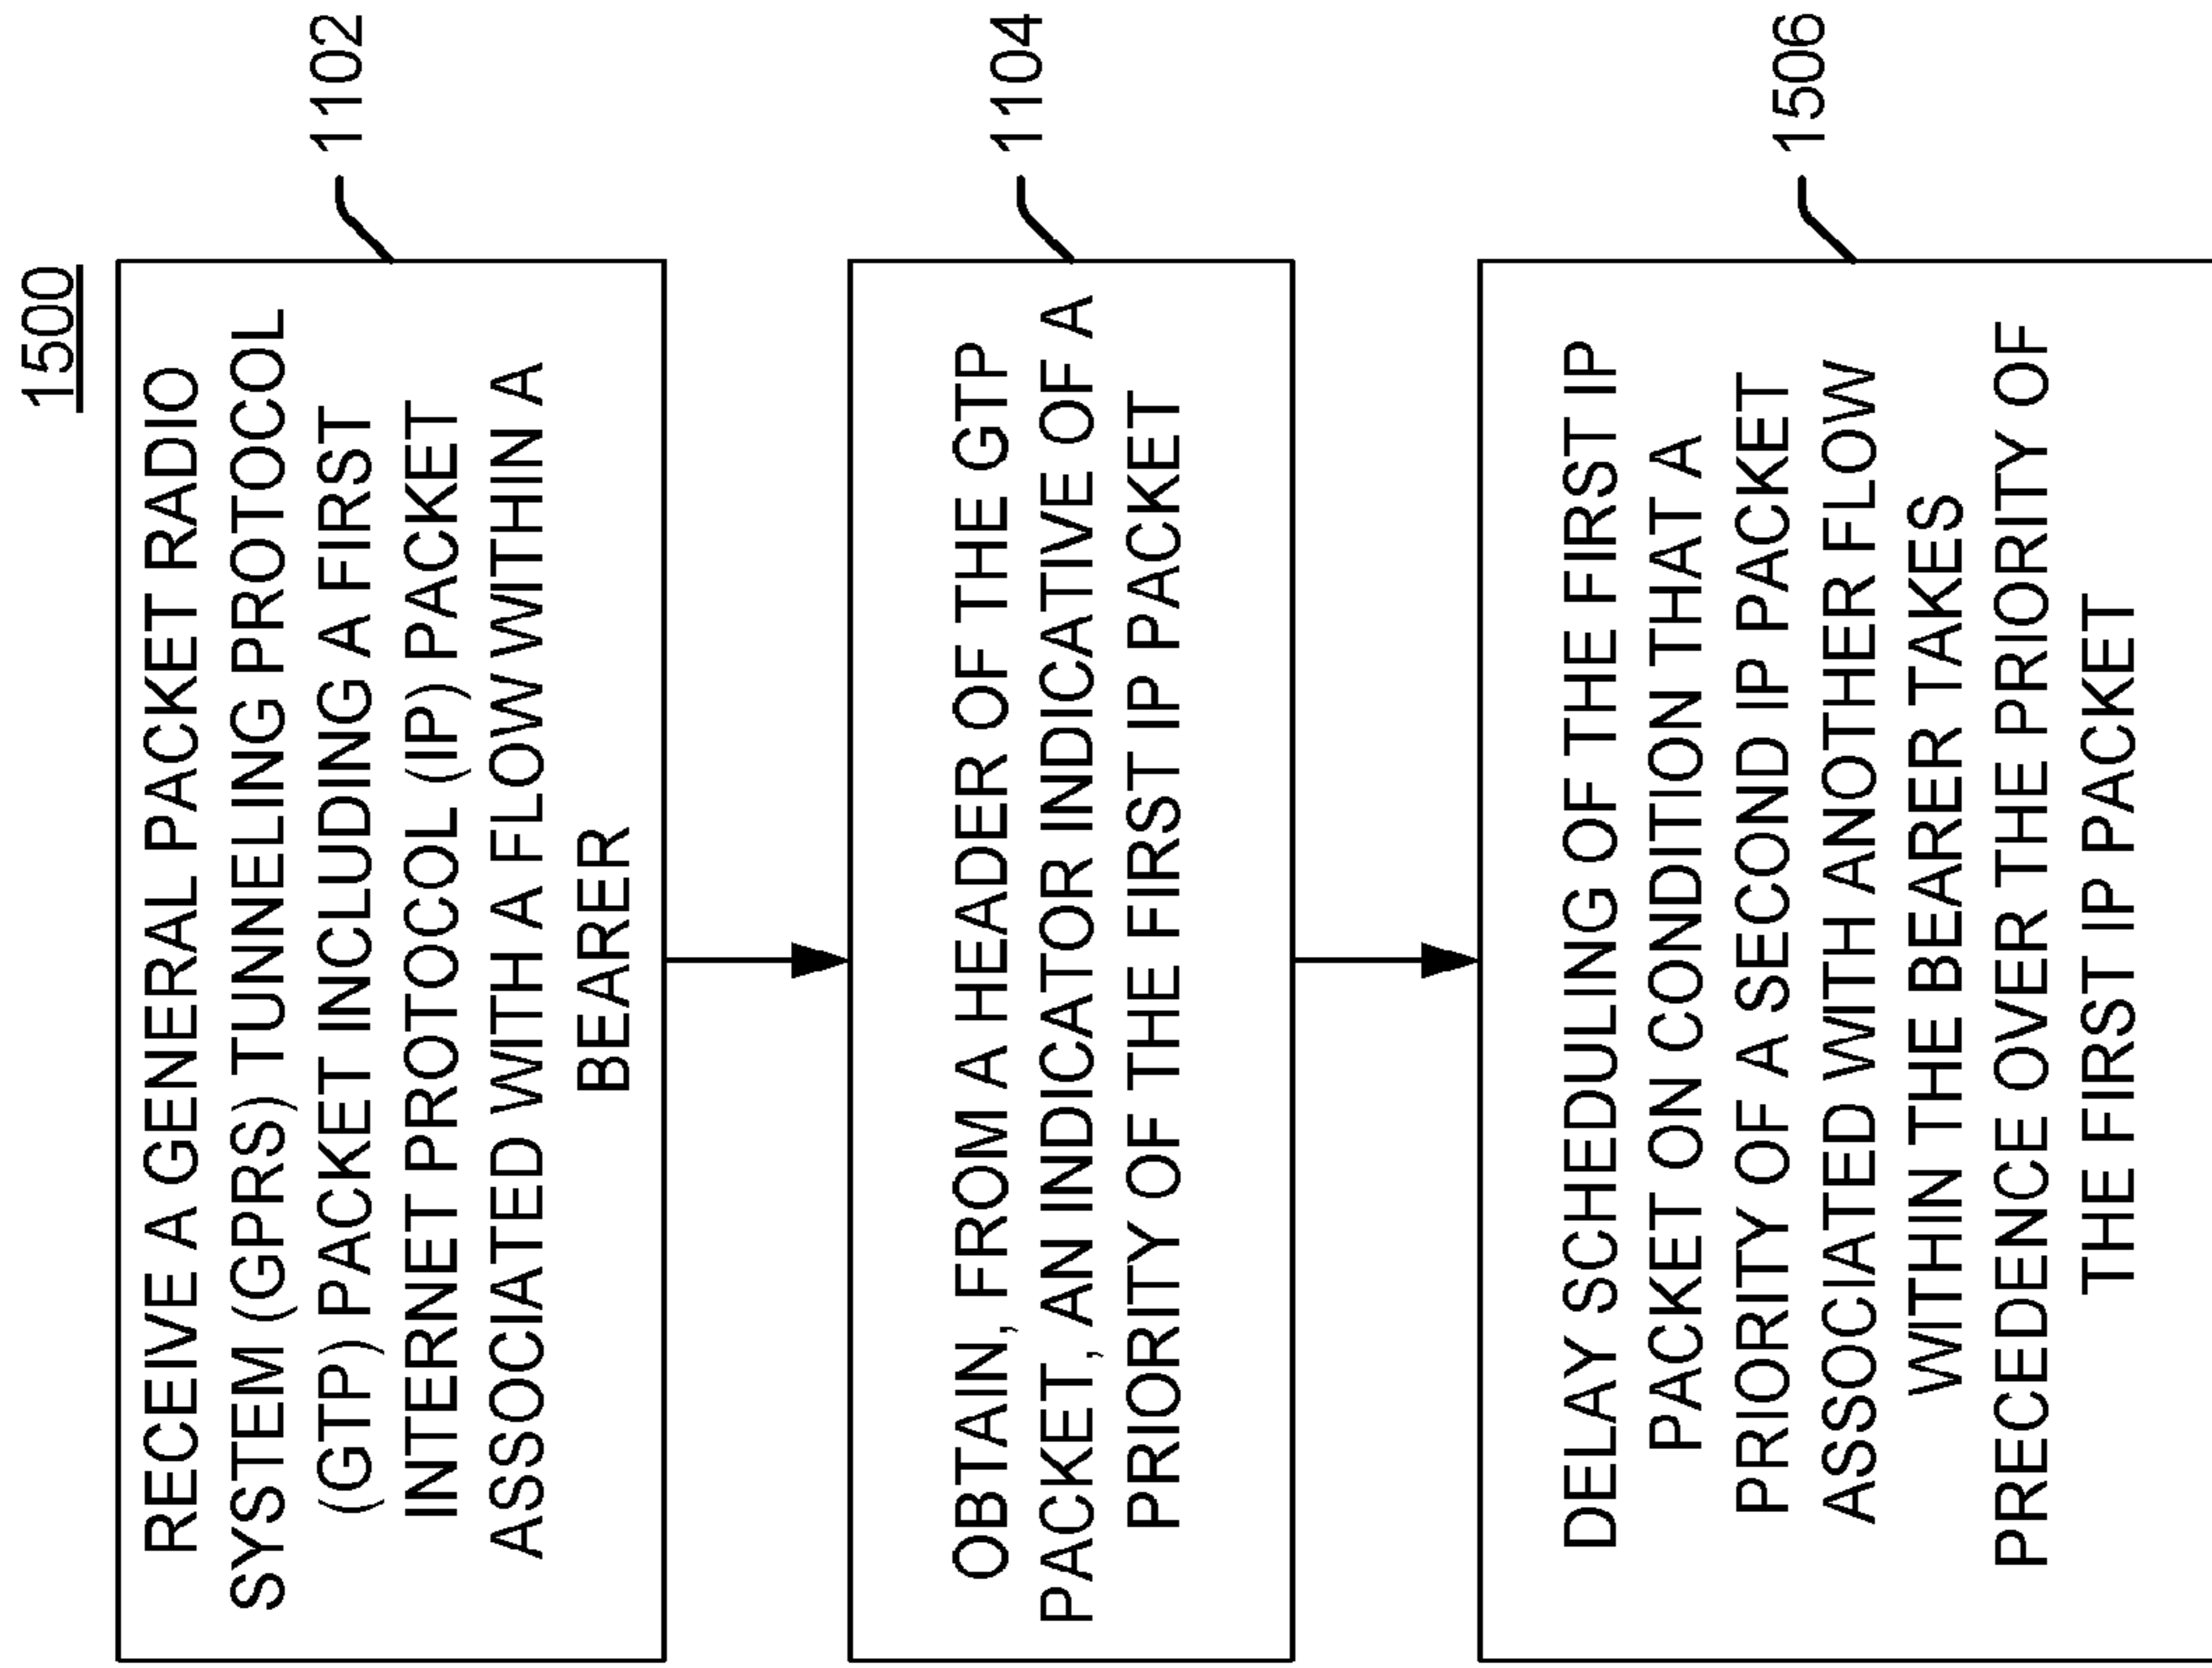 1500
RECEIVE A GENERAL PACKET RADIO
SYSTEM (GPRS) TUNNELING PROTOCOL
(GTP) PACKET INCLUDING A FIRST
INTERNET PROTOCOL (IP) PACKET
ASSOCIATED WITH A FLOW WITHIN A
BEARER
1102
OBTAIN, FROM A HEADER OF THE GTP
PACKET, AN INDICATOR INDICATIVE OF A
PRIORITY OF THE FIRST IP PACKET
1104
DELAY SCHEDULING OF THE FIRST IP
PACKET ON CONDITION THAT A
PRIORITY OF A SECOND IP PACKET
ASSOCIATED WITH ANOTHER FLOW
WITHIN THE BEARER TAKES
PRECEDENCE OVER THE PRIORITY OF
THE FIRST IP PACKET
1506